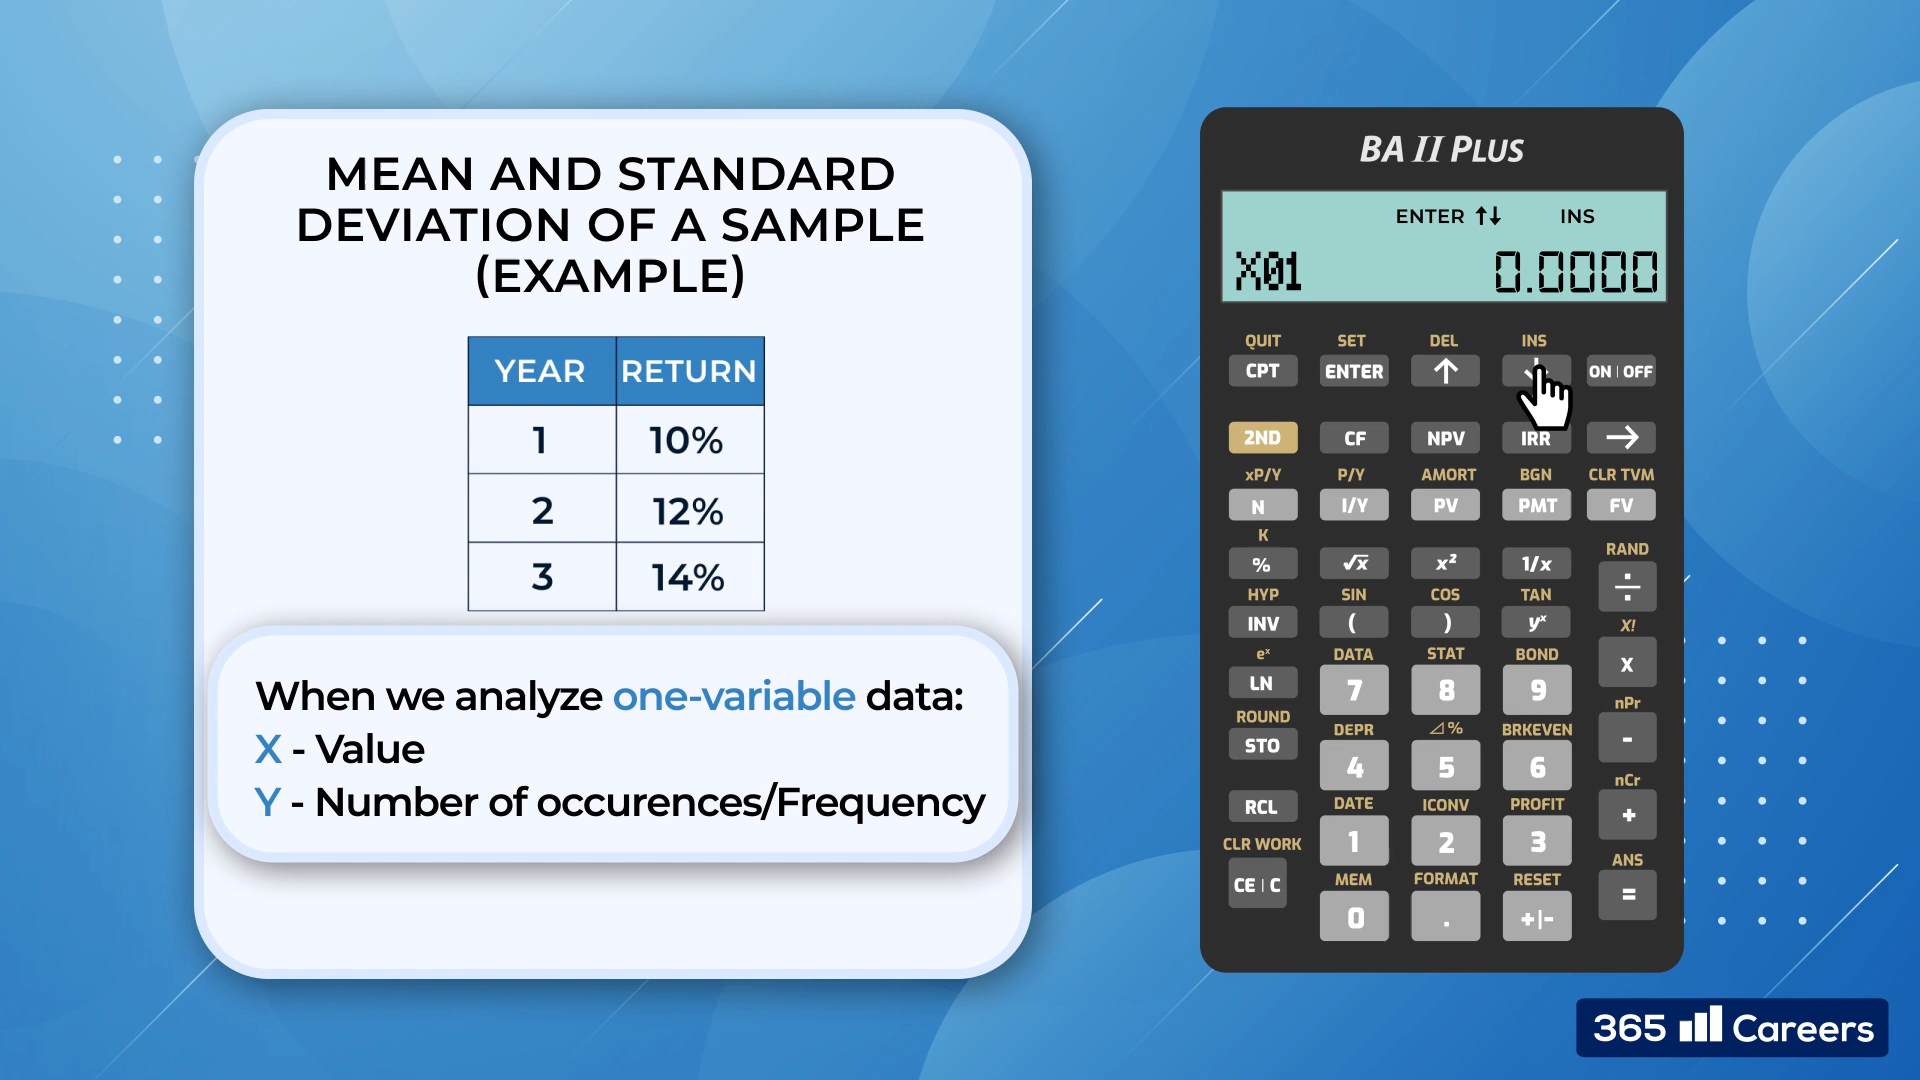 MEAN AND STANDARD
DEVIATION OF A SAMPLE
(EXAMPLE)
YEAR RETURN
1 10%
2 12%
3 14%
When we analyze one-variable data:
X - Value
Y - Number of occurences/Frequency
BA II PLUS
ENTER ↑↓ INS
X01 0.0000
QUIT SET DEL INS
CPT ENTER ↑ ON | OFF
2ND CF NPV IRR →
xP/Y P/Y AMORT BGN CLR TVM
N I/Y PV PMT FV
K RAND
% √x x² 1/x ÷
HYP SIN COS TAN
INV ( ) yˣ X!
eˣ DATA STAT BOND x
LN 7 8 9 nPr
ROUND DEPR ⊿% BRKEVEN
STO 4 5 6 -
nCr
RCL DATE ICONV PROFIT +
CLR WORK 1 2 3 ANS
CE | C MEM FORMAT RESET =
0 . +|-
365 Careers